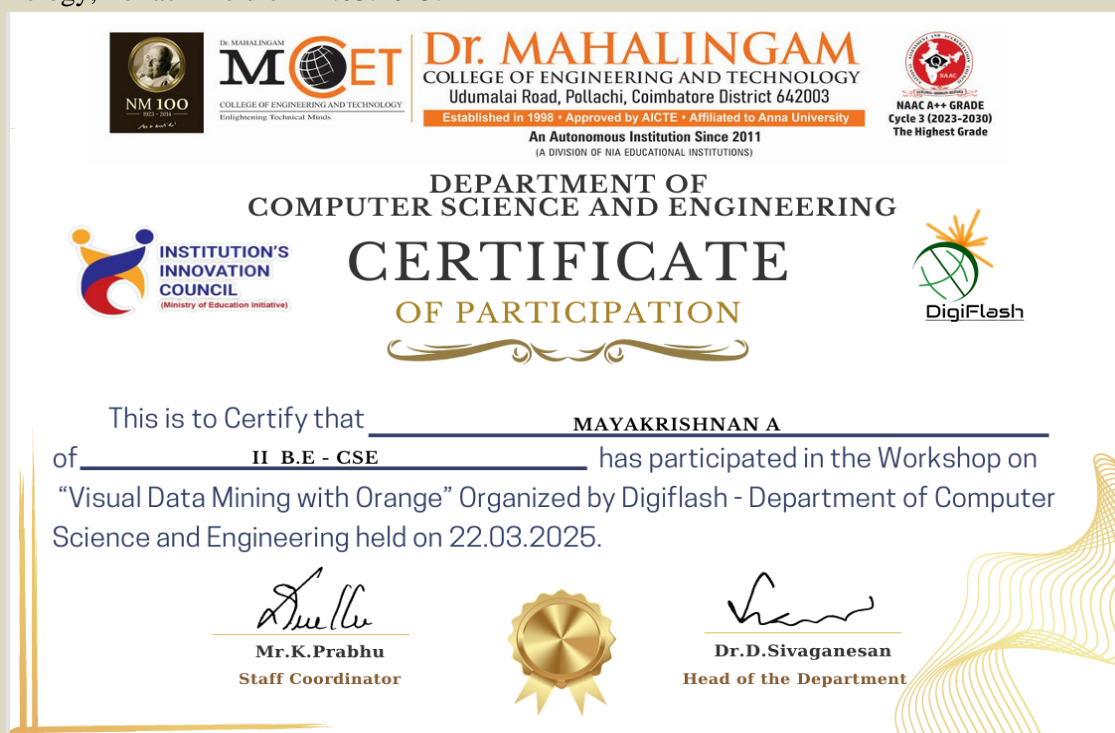 NM 100
1923 - 2014
Dr. MAHALINGAM
MCET
COLLEGE OF ENGINEERING AND TECHNOLOGY
Enlightening Technical Minds
Dr. MAHALINGAM
COLLEGE OF ENGINEERING AND TECHNOLOGY
Udumalai Road, Pollachi, Coimbatore District 642003
Established in 1998 • Approved by AICTE • Affiliated to Anna University
An Autonomous Institution Since 2011
(A DIVISION OF NIA EDUCATIONAL INSTITUTIONS)
NAAC
NAAC A++ GRADE
Cycle 3 (2023-2030)
The Highest Grade
DEPARTMENT OF
COMPUTER SCIENCE AND ENGINEERING
INSTITUTION'S
INNOVATION
COUNCIL
(Ministry of Education Initiative)
CERTIFICATE
OF PARTICIPATION
DigiFlash
This is to Certify that MAYAKRISHNAN A
of II B.E - CSE has participated in the Workshop on
“Visual Data Mining with Orange” Organized by Digiflash - Department of Computer
Science and Engineering held on 22.03.2025.
Mr.K.Prabhu
Staff Coordinator
Dr.D.Sivaganesan
Head of the Department